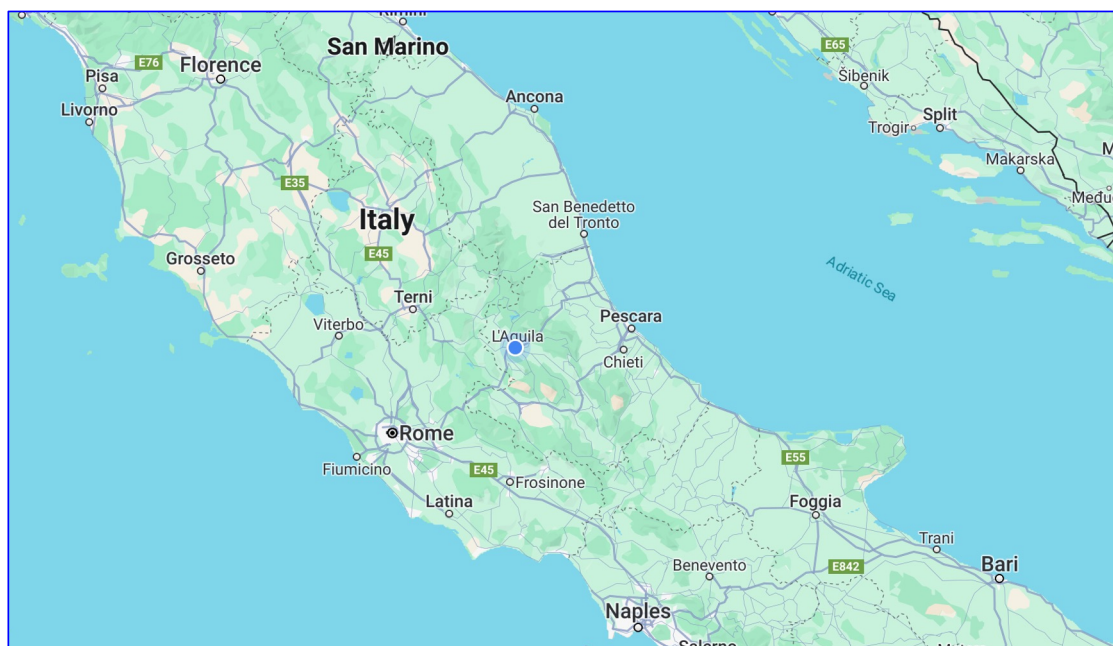 Rimini
San Marino
E65
E76
Florence
Pisa
Šibenik
Livorno
Ancona
Split
Trogir
Makarska
E35
San Benedetto
del Tronto
Italy
E45
Grosseto
Adriatic Sea
Terni
Viterbo
Pescara
L'Aquila
Chieti
Rome
E55
Fiumicino
E45
Frosinone
Latina
Foggia
Trani
Benevento
E842
Bari
Naples
Salerno